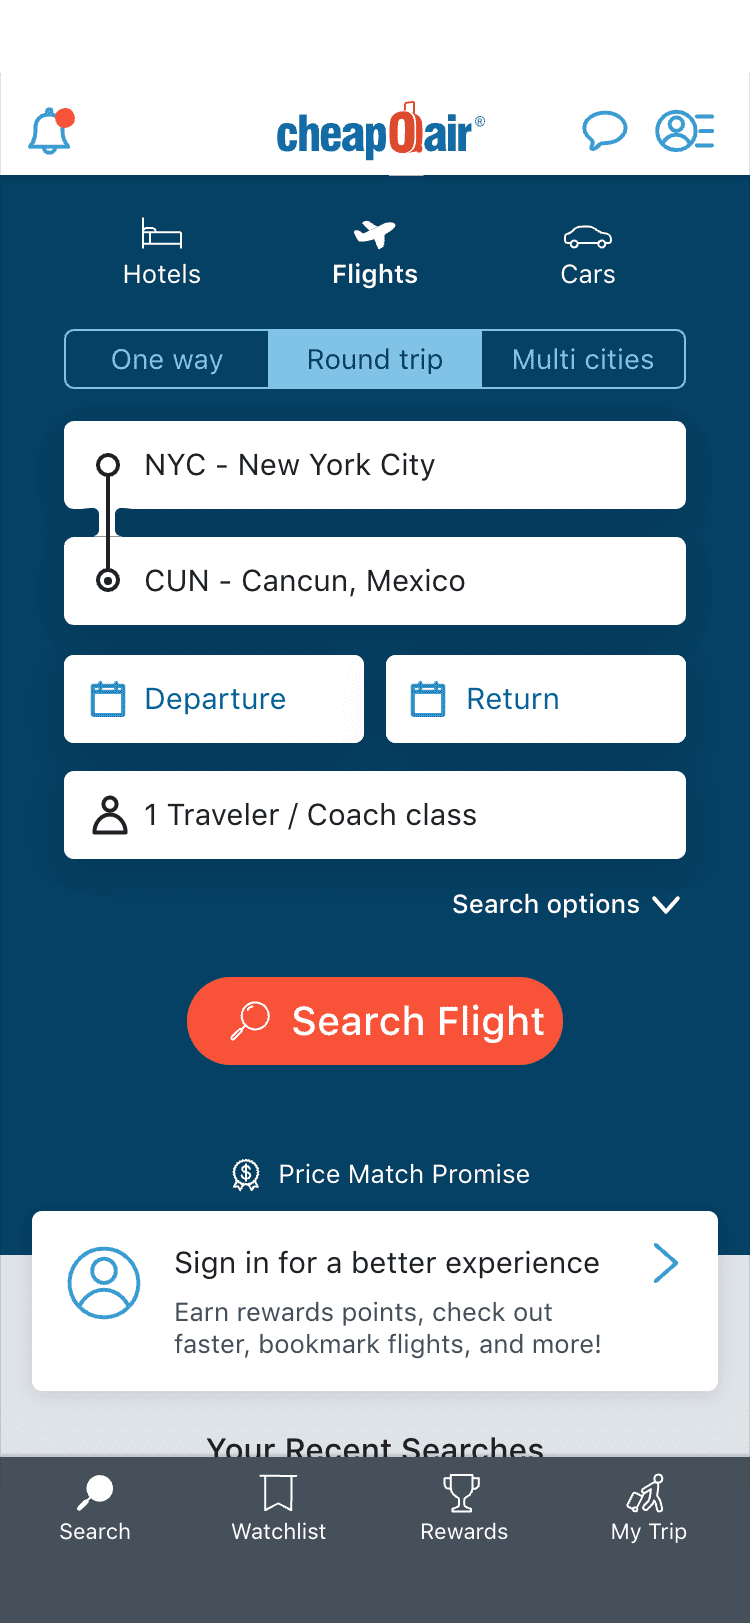 cheapOair®
Hotels
Flights
Cars
One way
Round trip
Multi cities
NYC - New York City
CUN - Cancun, Mexico
Departure
Return
1 Traveler / Coach class
Search options
Search Flight
$
Price Match Promise
Sign in for a better experience
Earn rewards points, check out
faster, bookmark flights, and more!
Your Recent Searches
Search
Watchlist
Rewards
My Trip